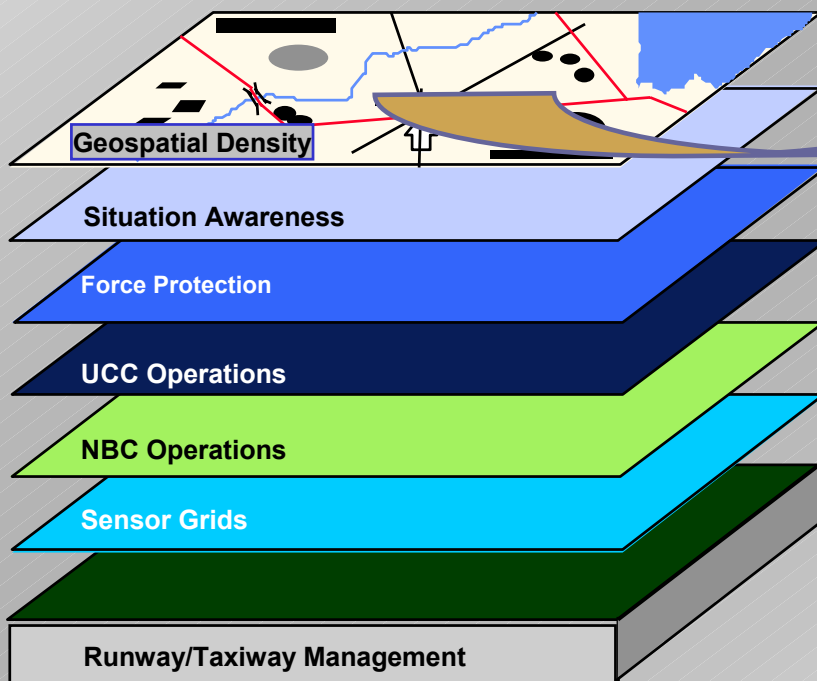 Geospatial Density
Situation Awareness
Force Protection
UCC Operations
NBC Operations
Sensor Grids
Runway/Taxiway Management